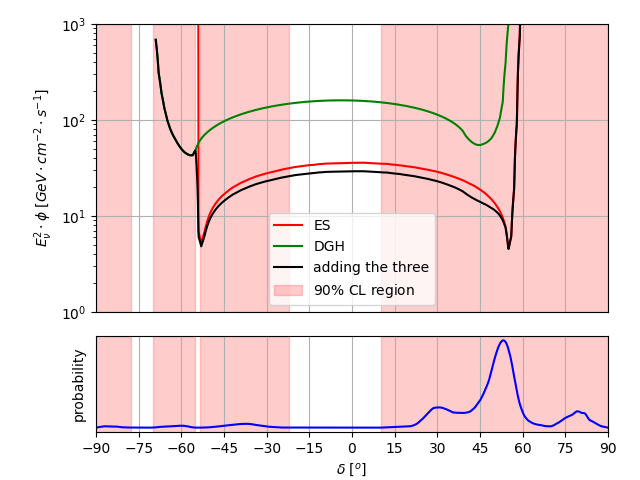 10³
10²
10¹
10⁰
E²ᵥ · ϕ [GeV · cm⁻² · s⁻¹]
ES
DGH
adding the three
90% CL region
probability
−90 −75 −60 −45 −30 −15 0 15 30 45 60 75 90
δ [°]